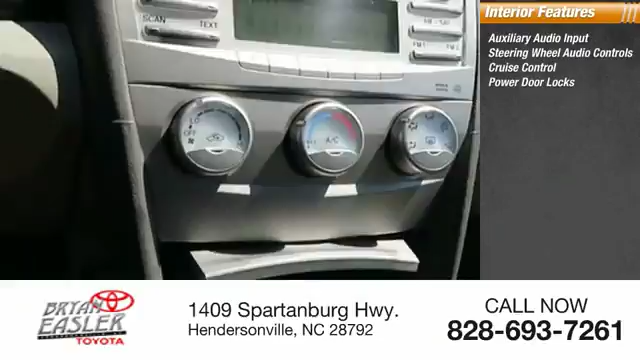 SCAN
TEXT
Interior Features
Auxiliary Audio Input
Steering Wheel Audio Controls
Cruise Control
Power Door Locks
LO
OFF
A/C
BRYAN
EASLER
TOYOTA
1409 Spartanburg Hwy.
Hendersonville, NC 28792
CALL NOW
828-693-7261